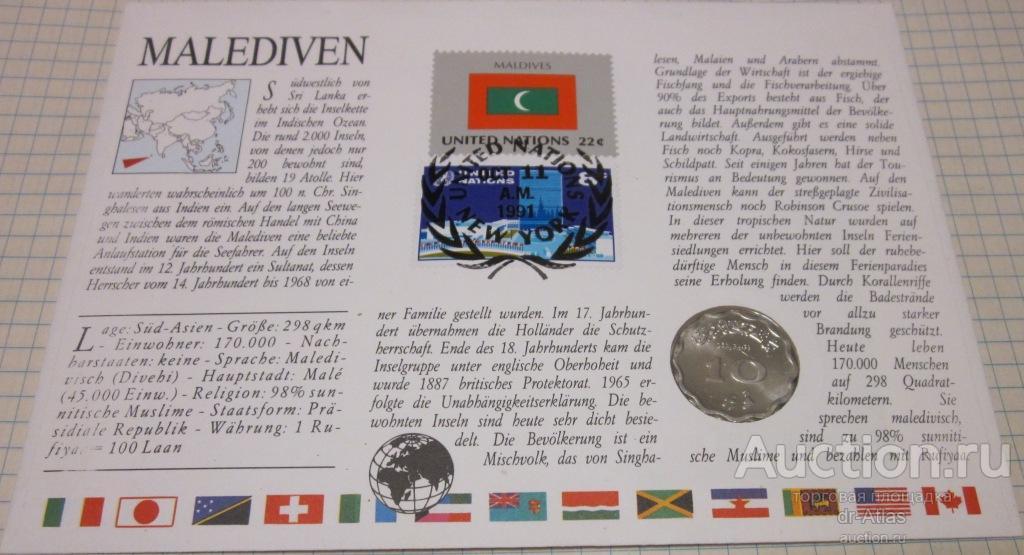 MALEDIVEN
Südwestlich von
Sri Lanka er-
hebt sich die Inselkette
im Indischen Ozean.
Die rund 2.000 Inseln,
von denen jedoch nur
200 bewohnt sind,
bilden 19 Atolle. Hier
wanderten wahrscheinlich um 100 n. Chr. Sin-
ghalesen aus Indien ein. Auf den langen Seewe-
gen zwischen dem römischen Handel mit China
und Indien waren die Malediven eine beliebte
Anlaufstation für die Seefahrer. Auf den Inseln
entstand im 12. Jahrhundert ein Sultanat, dessen
Herrscher vom 14. Jahrhundert bis 1968 von ei-
Lage: Süd-Asien - Größe: 298 qkm
- Einwohner: 170.000 - Nach-
barstaaten: keine - Sprache: Maledi-
visch (Divehi) - Hauptstadt: Malé
(45.000 Einw.) - Religion: 98% sun-
nitische Muslime - Staatsform: Prä-
sidiale Republik - Währung: 1 Ru-
fiyaa = 100 Laari
MALDIVES
UNITED NATIONS 22¢
UNITED
NATIONS
UNITED NATIONS
11
A.M.
1991
NEW YORK
ner Familie gestellt wurden. Im 17. Jahrhun-
dert übernahmen die Holländer die Schutz-
herrschaft. Ende des 18. Jahrhunderts kam die
Inselgruppe unter englische Oberhoheit und
wurde 1887 britisches Protektorat. 1965 er-
folgte die Unabhängigkeitserklärung. Die be-
wohnten Inseln sind heute sehr dicht besie-
delt. Die Bevölkerung ist ein
Mischvolk, das von Singha-
lesen, Malaien und Arabern abstammt.
Grundlage der Wirtschaft ist der ergiebige
Fischfang und die Fischverarbeitung. Über
90% des Exports besteht aus Fisch, der
auch das Hauptnahrungsmittel der Bevölke-
rung bildet. Außerdem gibt es eine solide
Landwirtschaft. Ausgeführt werden neben
Fisch noch Kopra, Kokosfasern, Hirse und
Schildpatt. Seit einigen Jahren hat der Tou-
rismus an Bedeutung gewonnen. Auf den
Malediven kann der streßgeplagte Zivilisa-
tionsmensch noch Robinson Crusoe spielen.
In dieser tropischen Natur wurden auf
mehreren der unbewohnten Inseln Ferien-
siedlungen errichtet. Hier soll der ruhebe-
dürftige Mensch in diesem Ferienparadies
seine Erholung finden. Durch Korallenriffe
werden die Badestrände
vor allzu starker
Brandung geschützt.
Heute leben
170.000 Menschen
auf 298 Quadrat-
kilometern. Sie
sprechen maledivisch,
sind zu 98% sunniti-
sche Muslime und bezahlen mit Rufiyaa.
10
Auction.ru
торговая площадка
dr-Atlas
auction.ru